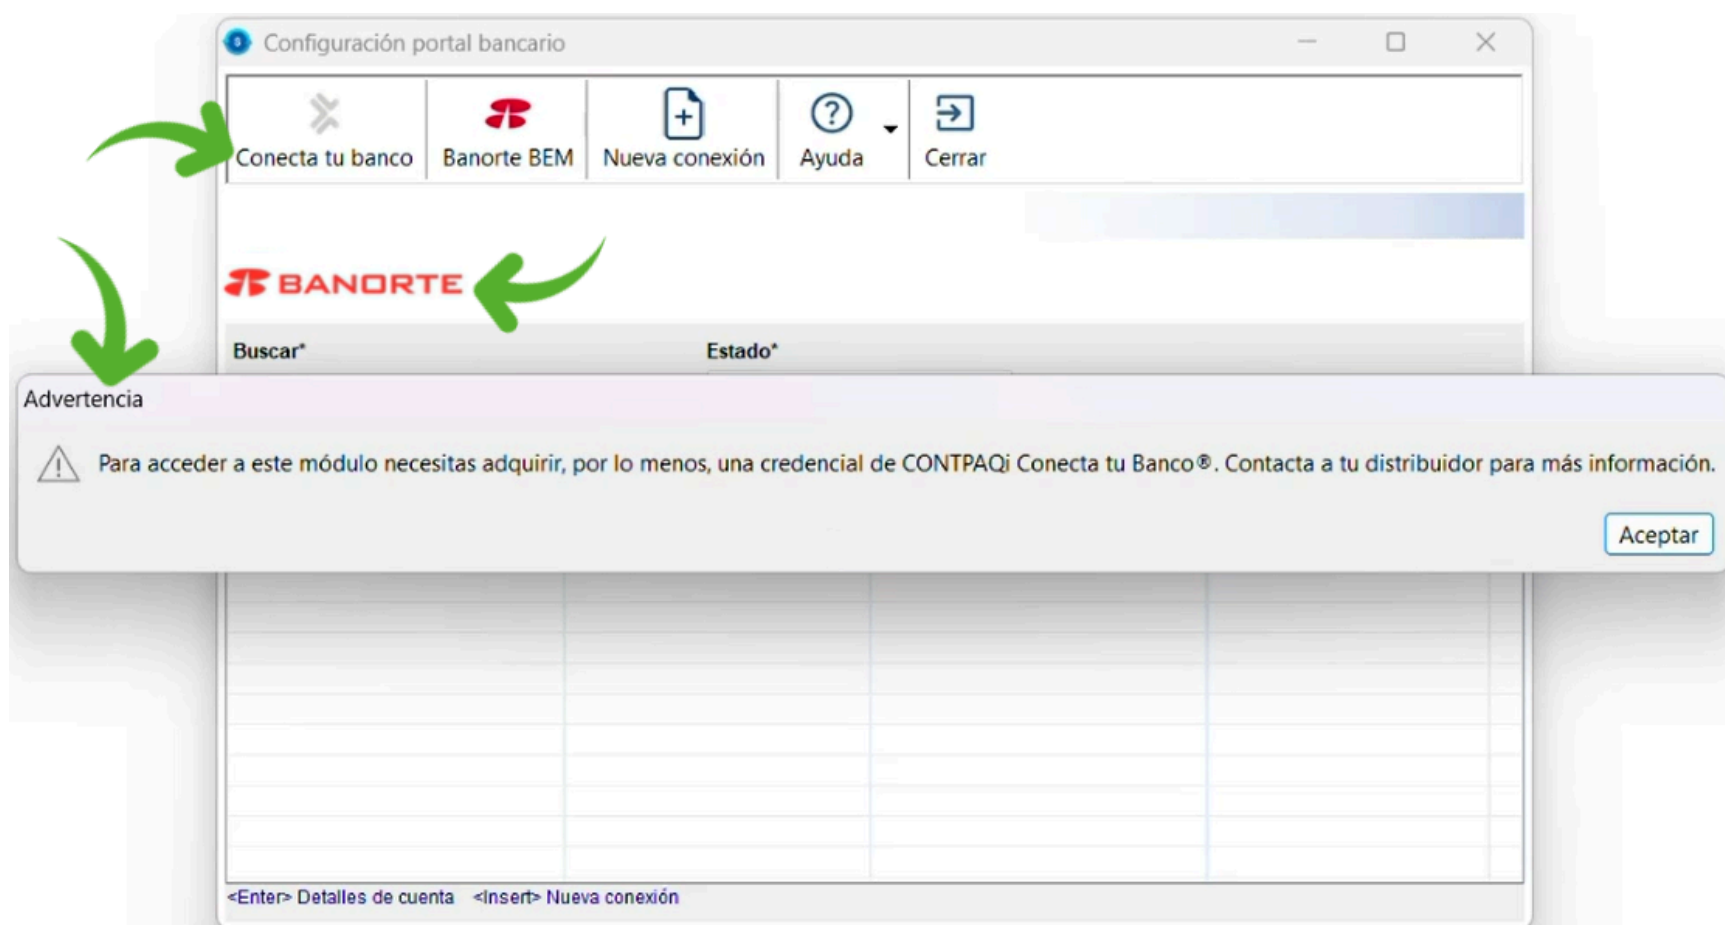 Configuración portal bancario
Conecta tu banco Banorte BEM Nueva conexión Ayuda Cerrar
BANORTE
Buscar* Estado*
Advertencia
Para acceder a este módulo necesitas adquirir, por lo menos, una credencial de CONTPAQi Conecta tu Banco®. Contacta a tu distribuidor para más información.
Aceptar
<Enter> Detalles de cuenta <Insert> Nueva conexión